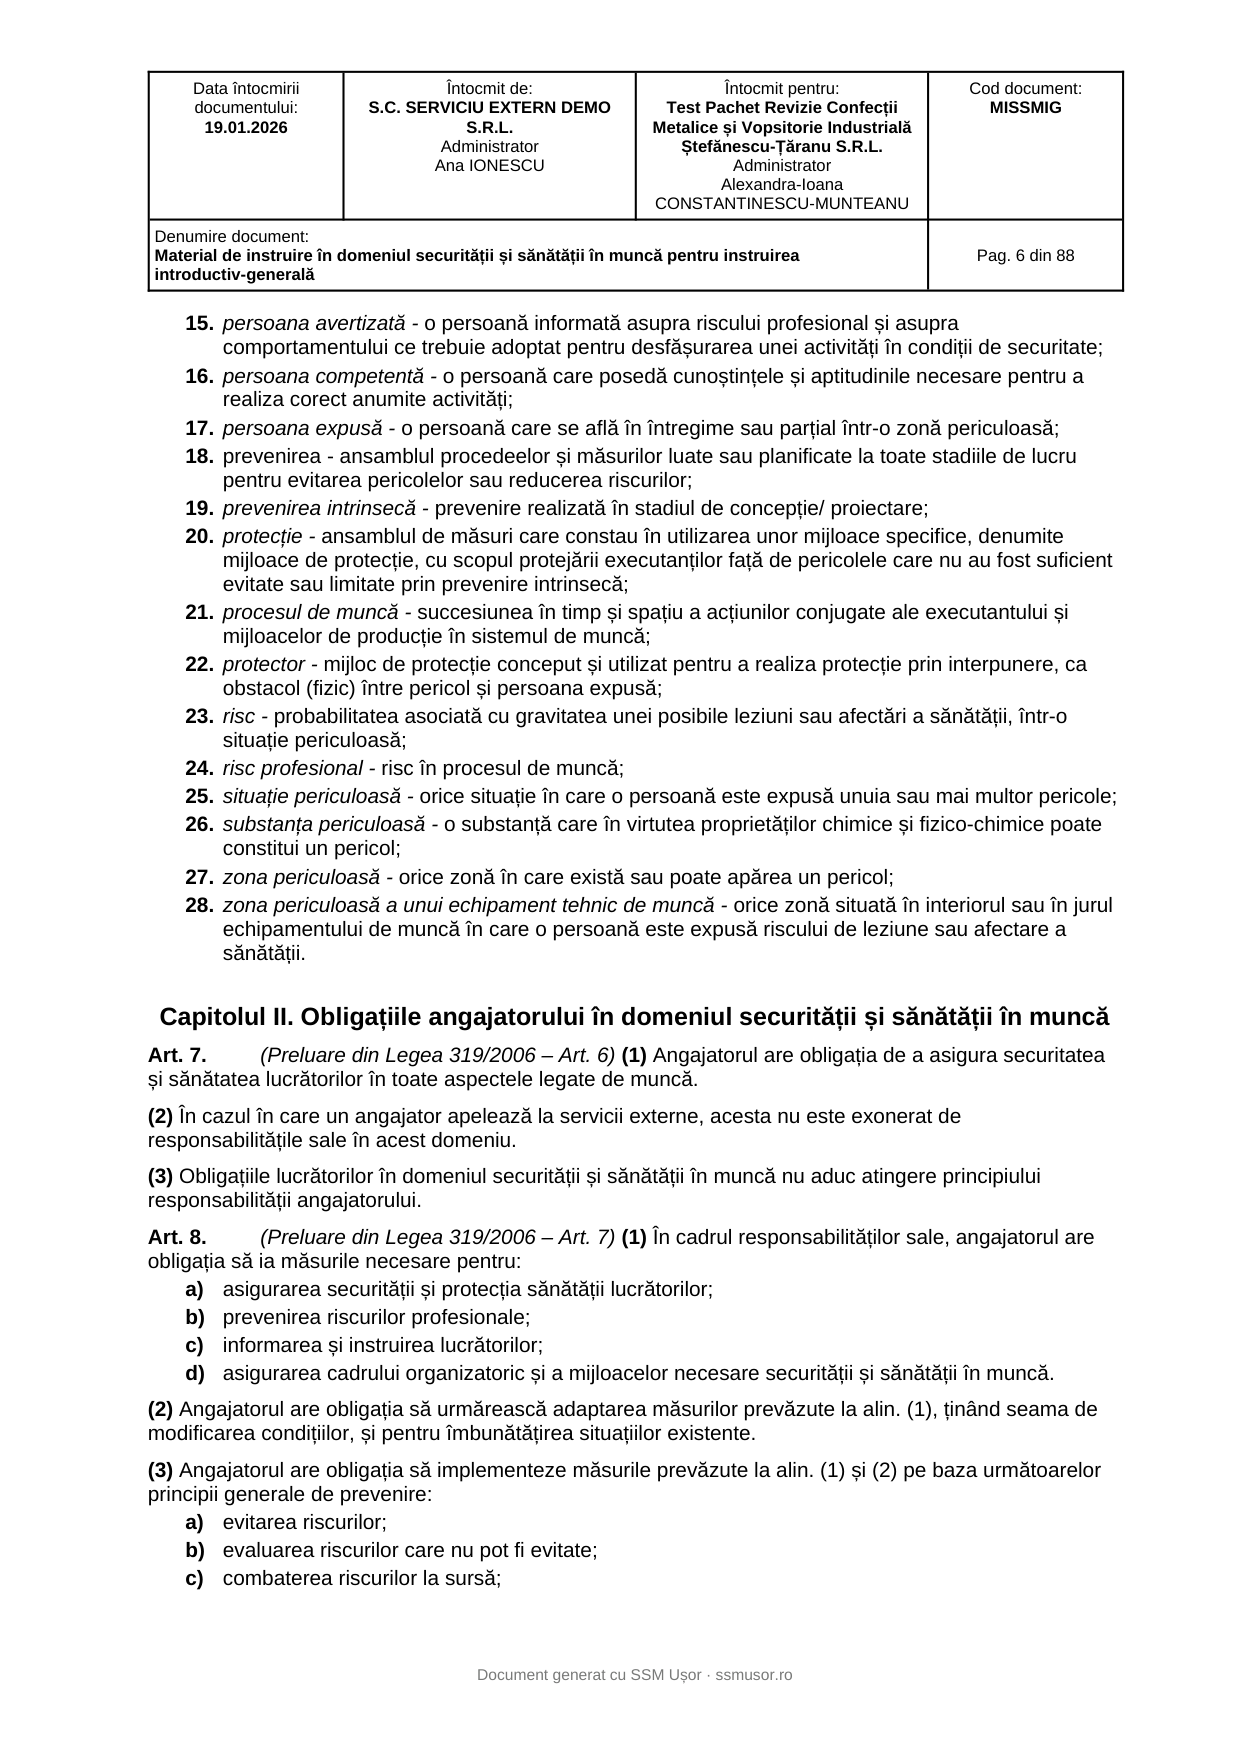 Data întocmirii
documentului:
19.01.2026
Întocmit de:
S.C. SERVICIU EXTERN DEMO
S.R.L.
Administrator
Ana IONESCU
Întocmit pentru:
Test Pachet Revizie Confecții
Metalice și Vopsitorie Industrială
Ștefănescu-Țăranu S.R.L.
Administrator
Alexandra-Ioana
CONSTANTINESCU-MUNTEANU
Cod document:
MISSMIG
Denumire document:
Material de instruire în domeniul securității și sănătății în muncă pentru instruirea
introductiv-generală
Pag. 6 din 88
15. persoana avertizată - o persoană informată asupra riscului profesional și asupra
comportamentului ce trebuie adoptat pentru desfășurarea unei activități în condiții de securitate;
16. persoana competentă - o persoană care posedă cunoștințele și aptitudinile necesare pentru a
realiza corect anumite activități;
17. persoana expusă - o persoană care se află în întregime sau parțial într-o zonă periculoasă;
18. prevenirea - ansamblul procedeelor și măsurilor luate sau planificate la toate stadiile de lucru
pentru evitarea pericolelor sau reducerea riscurilor;
19. prevenirea intrinsecă - prevenire realizată în stadiul de concepție/ proiectare;
20. protecție - ansamblul de măsuri care constau în utilizarea unor mijloace specifice, denumite
mijloace de protecție, cu scopul protejării executanților față de pericolele care nu au fost suficient
evitate sau limitate prin prevenire intrinsecă;
21. procesul de muncă - succesiunea în timp și spațiu a acțiunilor conjugate ale executantului și
mijloacelor de producție în sistemul de muncă;
22. protector - mijloc de protecție conceput și utilizat pentru a realiza protecție prin interpunere, ca
obstacol (fizic) între pericol și persoana expusă;
23. risc - probabilitatea asociată cu gravitatea unei posibile leziuni sau afectări a sănătății, într-o
situație periculoasă;
24. risc profesional - risc în procesul de muncă;
25. situație periculoasă - orice situație în care o persoană este expusă unuia sau mai multor pericole;
26. substanța periculoasă - o substanță care în virtutea proprietăților chimice și fizico-chimice poate
constitui un pericol;
27. zona periculoasă - orice zonă în care există sau poate apărea un pericol;
28. zona periculoasă a unui echipament tehnic de muncă - orice zonă situată în interiorul sau în jurul
echipamentului de muncă în care o persoană este expusă riscului de leziune sau afectare a
sănătății.
Capitolul II. Obligațiile angajatorului în domeniul securității și sănătății în muncă
Art. 7. (Preluare din Legea 319/2006 – Art. 6) (1) Angajatorul are obligația de a asigura securitatea
și sănătatea lucrătorilor în toate aspectele legate de muncă.
(2) În cazul în care un angajator apelează la servicii externe, acesta nu este exonerat de
responsabilitățile sale în acest domeniu.
(3) Obligațiile lucrătorilor în domeniul securității și sănătății în muncă nu aduc atingere principiului
responsabilității angajatorului.
Art. 8. (Preluare din Legea 319/2006 – Art. 7) (1) În cadrul responsabilităților sale, angajatorul are
obligația să ia măsurile necesare pentru:
a) asigurarea securității și protecția sănătății lucrătorilor;
b) prevenirea riscurilor profesionale;
c) informarea și instruirea lucrătorilor;
d) asigurarea cadrului organizatoric și a mijloacelor necesare securității și sănătății în muncă.
(2) Angajatorul are obligația să urmărească adaptarea măsurilor prevăzute la alin. (1), ținând seama de
modificarea condițiilor, și pentru îmbunătățirea situațiilor existente.
(3) Angajatorul are obligația să implementeze măsurile prevăzute la alin. (1) și (2) pe baza următoarelor
principii generale de prevenire:
a) evitarea riscurilor;
b) evaluarea riscurilor care nu pot fi evitate;
c) combaterea riscurilor la sursă;
Document generat cu SSM Ușor · ssmusor.ro